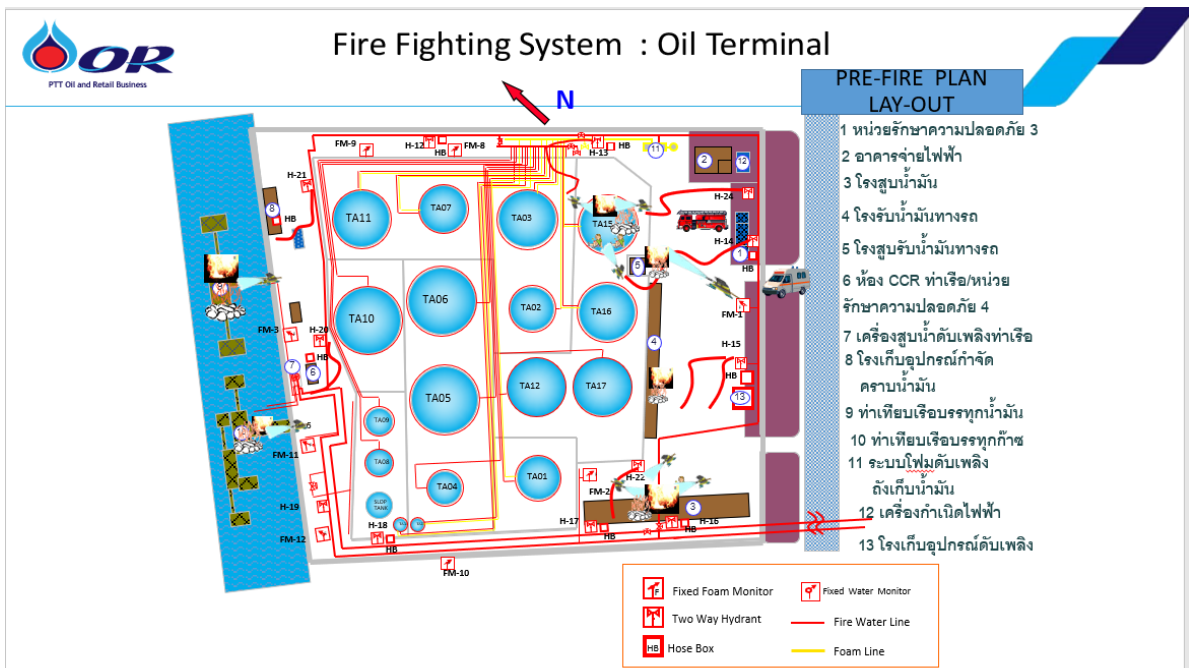 OR
PTT Oil and Retail Business
Fire Fighting System : Oil Terminal
N
PRE-FIRE PLAN
LAY-OUT
1 หน่วยรักษาความปลอดภัย 3
2 อาคารจ่ายไฟฟ้า
3 โรงสูบน้ำมัน
4 โรงรับน้ำมันทางรถ
5 โรงสูบรับน้ำมันทางรถ
6 ห้อง CCR ท่าเรือ/หน่วย
รักษาความปลอดภัย 4
7 เครื่องสูบน้ำดับเพลิงท่าเรือ
8 โรงเก็บอุปกรณ์กำจัด
คราบน้ำมัน
9 ท่าเทียบเรือบรรทุกน้ำมัน
10 ท่าเทียบเรือบรรทุกก๊าซ
11 ระบบโฟมดับเพลิง
ถังเก็บน้ำมัน
12 เครื่องกำเนิดไฟฟ้า
13 โรงเก็บอุปกรณ์ดับเพลิง
FM-9
H-12
HB
FM-8
H-13
HB
11
2
12
H-21
8
HB
TA11
TA07
TA03
TA15
H-24
H-14
1
HB
5
9
TA10
TA06
TA02
TA16
FM-1
FM-3
H-20
HB
7
6
4
H-15
HB
13
TA05
TA12
TA17
TA09
FM-11
TA08
TA04
TA01
H-22
FM-2
SLOP
TANK
H-19
H-18
HB
H-17
HB
3
H-16
HB
FM-12
FM-10
Fixed Foam Monitor
Fixed Water Monitor
Two Way Hydrant
Fire Water Line
HB
Hose Box
Foam Line